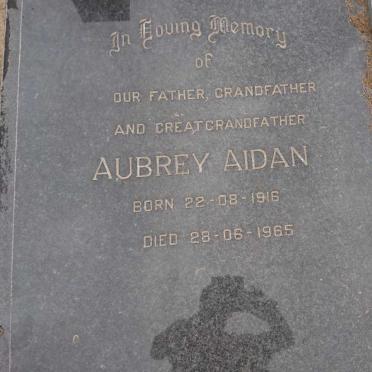 In Loving Memory
of
OUR FATHER, GRANDFATHER
AND GREATGRANDFATHER
AUBREY AIDAN
BORN 22-08-1916
DIED 28-06-1965